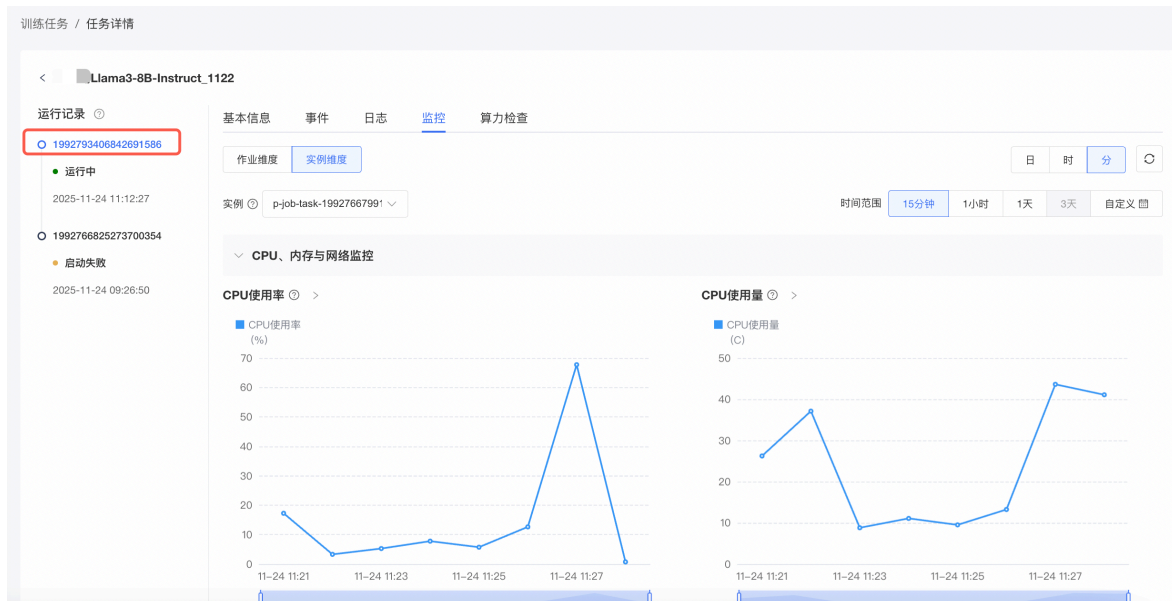 训练任务 / 任务详情
Llama3-8B-Instruct_1122
运行记录
1992793406842691586
运行中
2025-11-24 11:12:27
1992766825273700354
启动失败
2025-11-24 09:26:50
基本信息 事件 日志 监控 算力检查
作业维度 实例维度
日 时 分
实例 p-job-task-19927667991
时间范围 15分钟 1小时 1天 3天 自定义
CPU、内存与网络监控
CPU使用率
CPU使用率
(%)
70
60
50
40
30
20
10
0
11-24 11:21 11-24 11:23 11-24 11:25 11-24 11:27
CPU使用量
CPU使用量
(C)
50
40
30
20
10
0
11-24 11:21 11-24 11:23 11-24 11:25 11-24 11:27